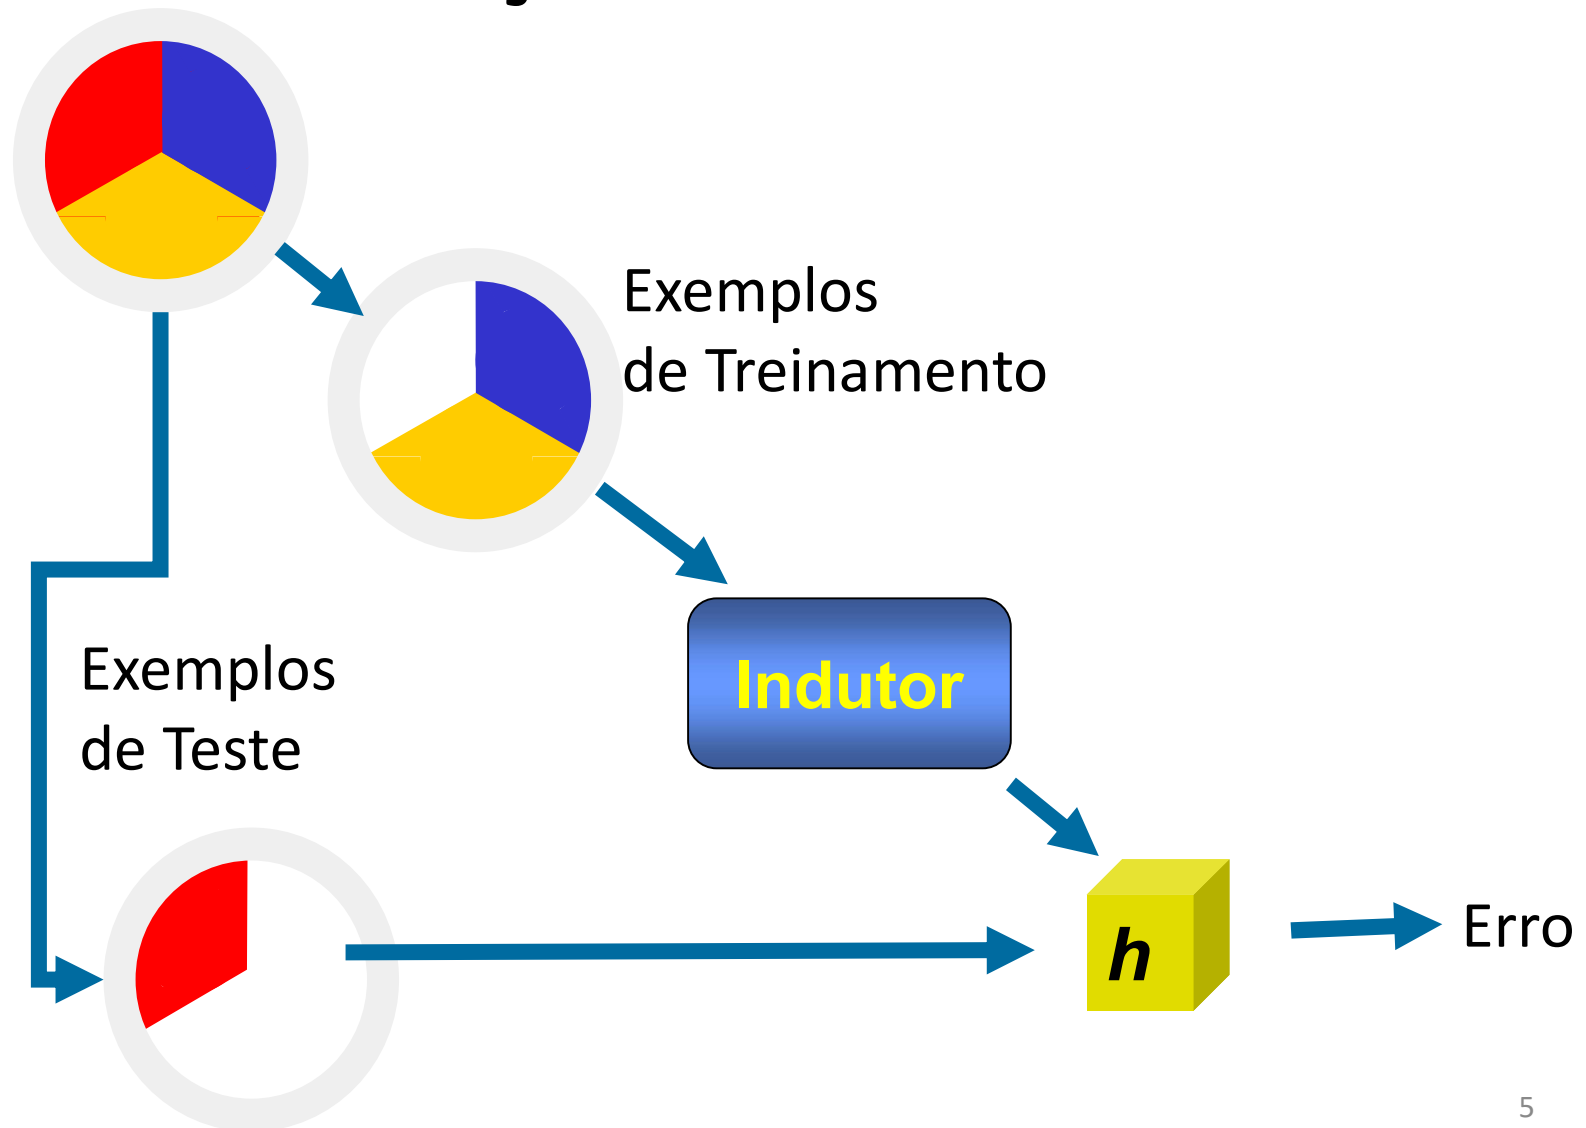 Exemplos
de Treinamento
Exemplos
de Teste
Indutor
h
Erro
5